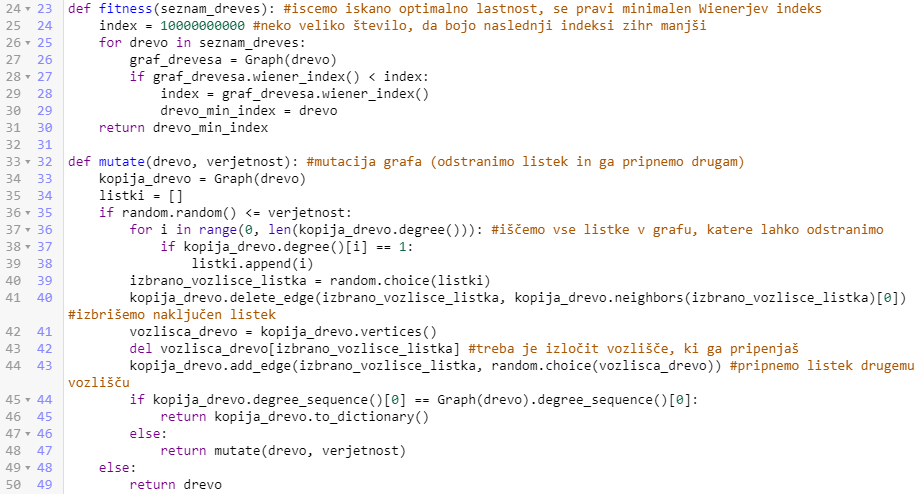 24 23 def fitness(seznam_dreves): #iscemo iskano optimalno lastnost, se pravi minimalen Wienerjev indeks
25 24     index = 10000000000 #neko veliko število, da bojo naslednji indeksi zihr manjši
26 25     for drevo in seznam_dreves:
27 26         graf_drevesa = Graph(drevo)
28 27         if graf_drevesa.wiener_index() < index:
29 28             index = graf_drevesa.wiener_index()
30 29             drevo_min_index = drevo
31 30     return drevo_min_index
32 31
33 32 def mutate(drevo, verjetnost): #mutacija grafa (odstranimo listek in ga pripnemo drugam)
34 33     kopija_drevo = Graph(drevo)
35 34     listki = []
36 35     if random.random() <= verjetnost:
37 36         for i in range(0, len(kopija_drevo.degree())): #iščemo vse listke v grafu, katere lahko odstranimo
38 37             if kopija_drevo.degree()[i] == 1:
39 38                 listki.append(i)
40 39         izbrano_vozlisce_listka = random.choice(listki)
41 40         kopija_drevo.delete_edge(izbrano_vozlisce_listka, kopija_drevo.neighbors(izbrano_vozlisce_listka)[0])
#izbrišemo naključen listek
42 41         vozlisca_drevo = kopija_drevo.vertices()
43 42         del vozlisca_drevo[izbrano_vozlisce_listka] #treba je izločit vozlišče, ki ga pripenjaš
44 43         kopija_drevo.add_edge(izbrano_vozlisce_listka, random.choice(vozlisca_drevo)) #pripnemo listek drugemu
vozlišču
45 44         if kopija_drevo.degree_sequence()[0] == Graph(drevo).degree_sequence()[0]:
46 45             return kopija_drevo.to_dictionary()
47 46         else:
48 47             return mutate(drevo, verjetnost)
49 48     else:
50 49         return drevo